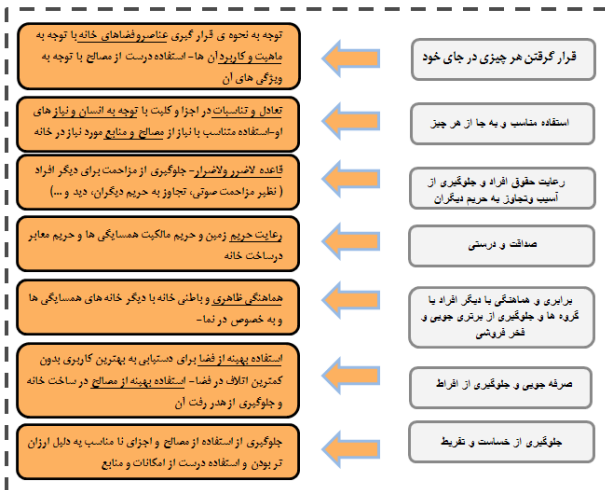 قرار گرفتن هر چیزی در جای خود
توجه به نحوه ی قرار گیری عناصروفضاهای خانه با توجه به
ماهیت و کاربرد آن ها- استفاده درست از مصالح با توجه به
ویژگی های آن
استفاده مناسب و به جا از هر چیز
تعادل و تناسبات در اجزا و کلیت با توجه به انسان و نیاز های
او-استفاده متناسب با نیاز از مصالح و منابع مورد نیاز در خانه
رعایت حقوق افراد و جلوگیری از
آسیب وتجاوز به حریم دیگران
قاعده لاضرر ولاضرار- جلوگیری از مزاحمت برای دیگر افراد
( نظیر مزاحمت صوتی، تجاوز به حریم دیگران، دید و ...)
صداقت و درستی
رعایت حریم زمین و حریم مالکیت همسایگی ها و حریم معابر
درساخت خانه
برابری و هماهنگی با دیگر افراد یا
گروه ها و جلوگیری از برتری جویی و
فخر فروشی
هماهنگی ظاهری و باطنی خانه با دیگر خانه های همسایگی ها
و به خصوص در نما-
صرفه جویی و جلوگیری از افراط
استفاده بهینه از فضا برای دستیابی به بهترین کاربری بدون
کمترین اتلاف در فضا- استفاده بهینه از مصالح در ساخت خانه
و جلوگیری از هدر رفت آن
جلوگیری از خساست و تفریط
جلوگیری از استفاده از مصالح و اجزای نا مناسب به دلیل ارزان
تر بودن و استفاده درست از امکانات و منابع